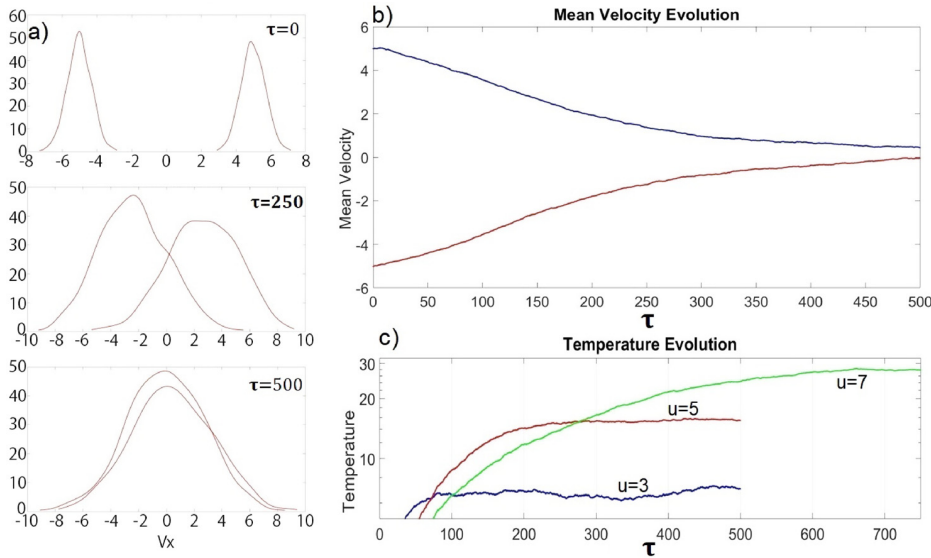 a)
τ=0
60
50
40
30
20
10
0
-8 -6 -4 -2 0 2 4 6 8
τ=250
50
40
30
20
10
0
-10 -8 -6 -4 -2 0 2 4 6 8 10
τ=500
50
40
30
20
10
0
-10 -8 -6 -4 -2 0 2 4 6 8 10
Vx
b)
Mean Velocity Evolution
Mean Velocity
6
4
2
0
-2
-4
-6
0 50 100 150 200 250 300 350 400 450 500
τ
c)
Temperature Evolution
Temperature
30
20
10
u=7
u=5
u=3
0 100 200 300 400 500 600 700
τ